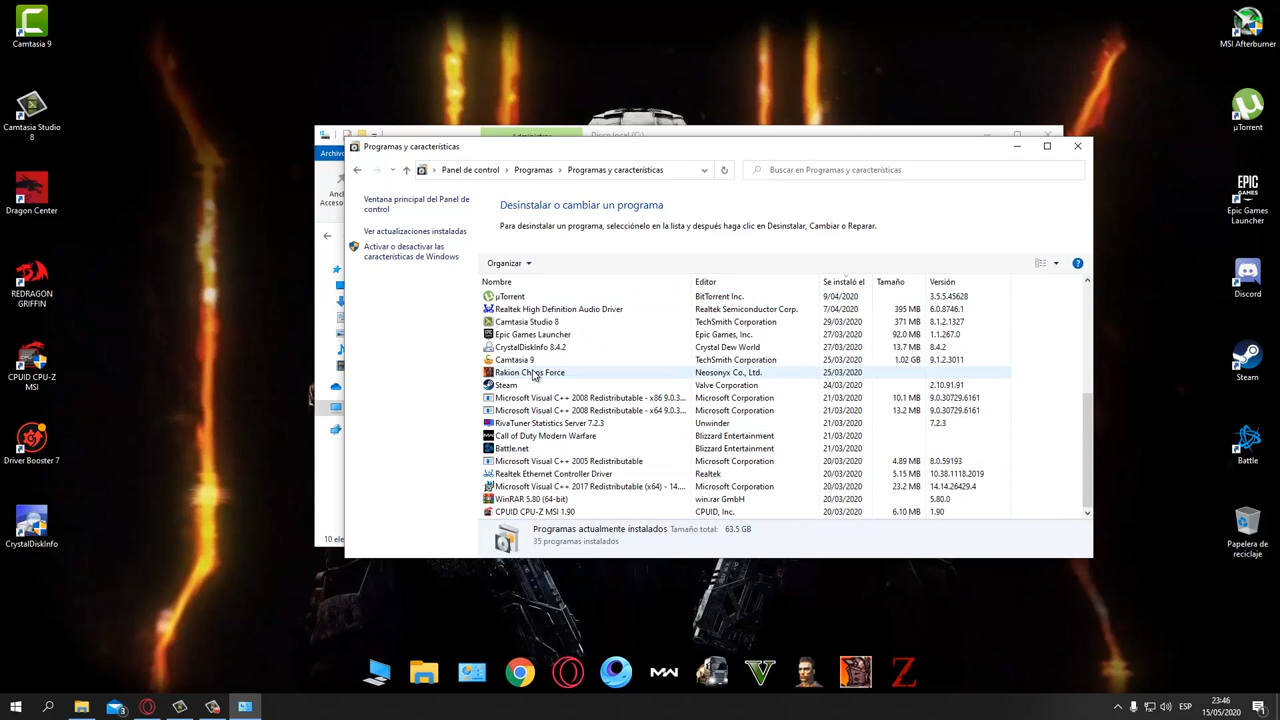 Camtasia 9
Camtasia Studio
8
Dragon Center
REDRAGON
GRIFFIN
CPUID CPU-Z
MSI
Driver Booster 7
CrystalDiskInfo
MSI Afterburner
µTorrent
Epic Games
Launcher
Discord
Steam
Battle
Papelera de
reciclaje
Disco local (C:)
Archivo
Acceso
Programas y características
Panel de control > Programas > Programas y características
Buscar en Programas y características
Ventana principal del Panel de
control
Ver actualizaciones instaladas
Activar o desactivar las
características de Windows
Desinstalar o cambiar un programa
Para desinstalar un programa, selecciónelo en la lista y después haga clic en Desinstalar, Cambiar o Reparar.
Organizar
Nombre Editor Se instaló el Tamaño Versión
µTorrent BitTorrent Inc. 9/04/2020 3.5.5.45628
Realtek High Definition Audio Driver Realtek Semiconductor Corp. 7/04/2020 395 MB 6.0.8746.1
Camtasia Studio 8 TechSmith Corporation 29/03/2020 371 MB 8.1.2.1327
Epic Games Launcher Epic Games, Inc. 27/03/2020 92.0 MB 1.1.267.0
CrystalDiskInfo 8.4.2 Crystal Dew World 27/03/2020 13.7 MB 8.4.2
Camtasia 9 TechSmith Corporation 25/03/2020 1.02 GB 9.1.2.3011
Rakion Chaos Force Neosonyx Co., Ltd. 25/03/2020
Steam Valve Corporation 22/03/2020 2.10.91.91
Microsoft Visual C++ 2008 Redistributable - x86 9.0.3... Microsoft Corporation 21/03/2020 10.1 MB 9.0.30729.6161
Microsoft Visual C++ 2008 Redistributable - x64 9.0.3... Microsoft Corporation 21/03/2020 13.2 MB 9.0.30729.6161
RivaTuner Statistics Server 7.2.3 Unwinder 21/03/2020 7.2.3
Call of Duty Modern Warfare Blizzard Entertainment 21/03/2020
Battle.net Blizzard Entertainment 21/03/2020
Microsoft Visual C++ 2005 Redistributable Microsoft Corporation 20/03/2020 4.89 MB 8.0.59193
Realtek Ethernet Controller Driver Realtek 20/03/2020 5.15 MB 10.38.1118.2019
Microsoft Visual C++ 2017 Redistributable (x64) - 14.... Microsoft Corporation 20/03/2020 23.2 MB 14.14.26429.4
WinRAR 5.80 (64-bit) win.rar GmbH 20/03/2020 5.80.0
CPUID CPU-Z MSI 1.90 CPUID, Inc. 20/03/2020 6.10 MB 1.90
Programas actualmente instalados Tamaño total: 63.5 GB
35 programas instalados
10 ele
3
ESP
23:46
15/05/2020
1